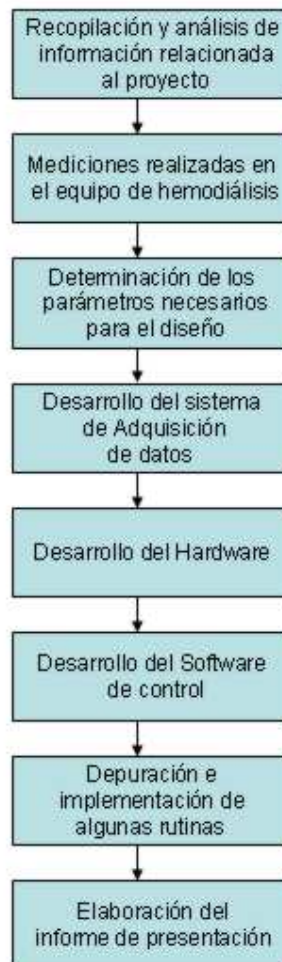 Recopilación y análisis de
información relacionada
al proyecto
Mediciones realizadas en
el equipo de hemodiálisis
Determinación de los
parámetros necesarios
para el diseño
Desarrollo del sistema
de Adquisición
de datos
Desarrollo del Hardware
Desarrollo del Software
de control
Depuración e
implementación de
algunas rutinas
Elaboración del
informe de presentación